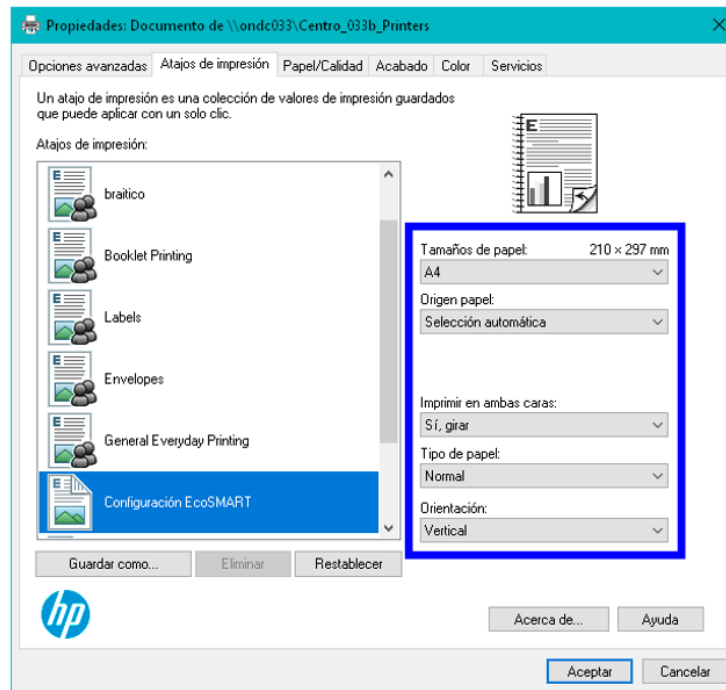 Propiedades: Documento de \\ondc033\Centro_033b_Printers
Opciones avanzadas Atajos de impresión Papel/Calidad Acabado Color Servicios
Un atajo de impresión es una colección de valores de impresión guardados
que puede aplicar con un solo clic.
Atajos de impresión:
E
braitico
E
Booklet Printing
E
Labels
E
Envelopes
E
General Everyday Printing
E
Configuración EcoSMART
Guardar como... Eliminar Restablecer
E
Tamaños de papel: 210 × 297 mm
A4
Origen papel:
Selección automática
Imprimir en ambas caras:
Sí, girar
Tipo de papel:
Normal
Orientación:
Vertical
hp
Acerca de... Ayuda
Aceptar Cancelar